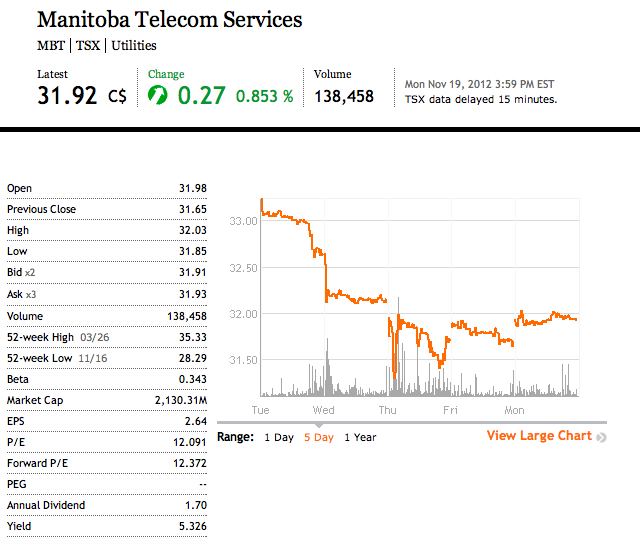 Manitoba Telecom Services
MBT | TSX | Utilities
Latest
31.92 C$
Change
0.27 0.853 %
Volume
138,458
Mon Nov 19, 2012 3:59 PM EST
TSX data delayed 15 minutes.
Open 31.98
Previous Close 31.65
High 32.03
Low 31.85
Bid x2 31.91
Ask x3 31.93
Volume 138,458
52-week High 03/26 35.33
52-week Low 11/16 28.29
Beta 0.343
Market Cap 2,130.31M
EPS 2.64
P/E 12.091
Forward P/E 12.372
PEG --
Annual Dividend 1.70
Yield 5.326
33.00
32.50
32.00
31.50
Tue Wed Thu Fri Mon
Range: 1 Day 5 Day 1 Year
View Large Chart